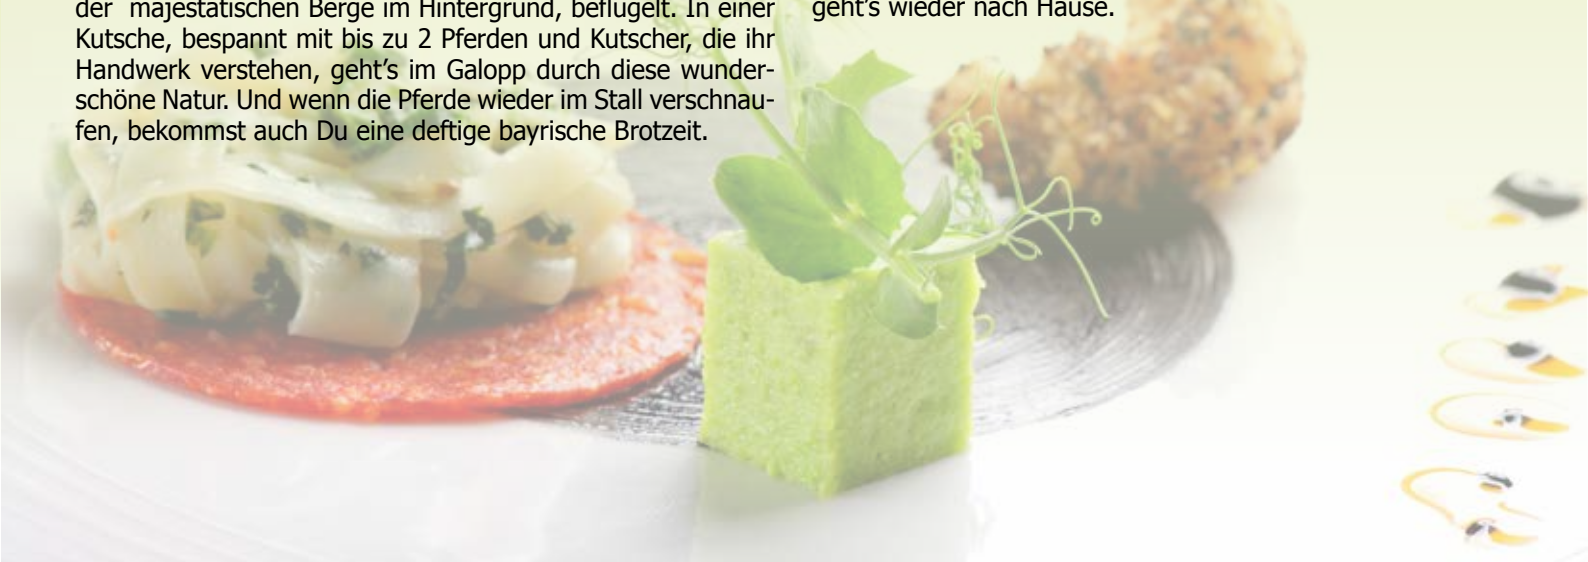 der majestätischen Berge im Hintergrund, beflügelt. In einer
Kutsche, bespannt mit bis zu 2 Pferden und Kutscher, die ihr
Handwerk verstehen, geht’s im Galopp durch diese wunder-
schöne Natur. Und wenn die Pferde wieder im Stall verschnau-
fen, bekommst auch Du eine deftige bayrische Brotzeit.
geht’s wieder nach Hause.